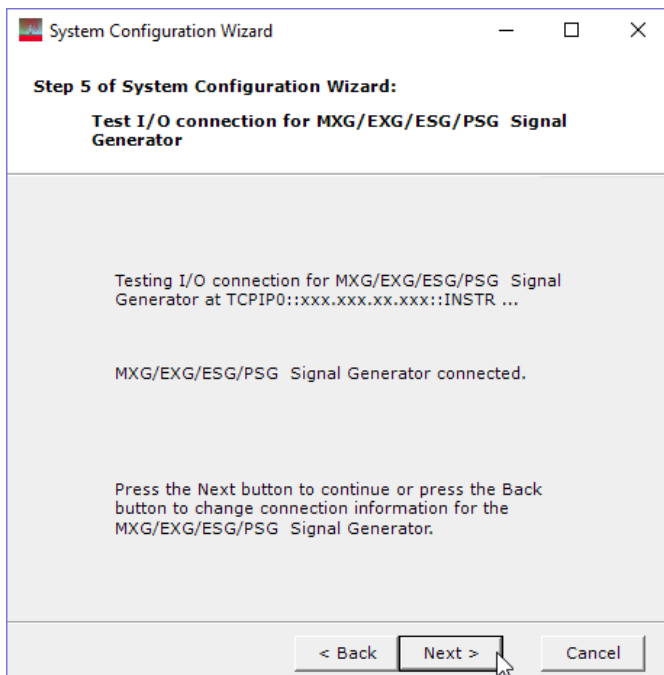 System Configuration Wizard
Step 5 of System Configuration Wizard:
Test I/O connection for MXG/EXG/ESG/PSG  Signal
Generator
Testing I/O connection for MXG/EXG/ESG/PSG  Signal
Generator at TCPIP0::xxx.xxx.xx.xxx::INSTR ...
MXG/EXG/ESG/PSG  Signal Generator connected.
Press the Next button to continue or press the Back
button to change connection information for the
MXG/EXG/ESG/PSG  Signal Generator.
< Back  Next >  Cancel